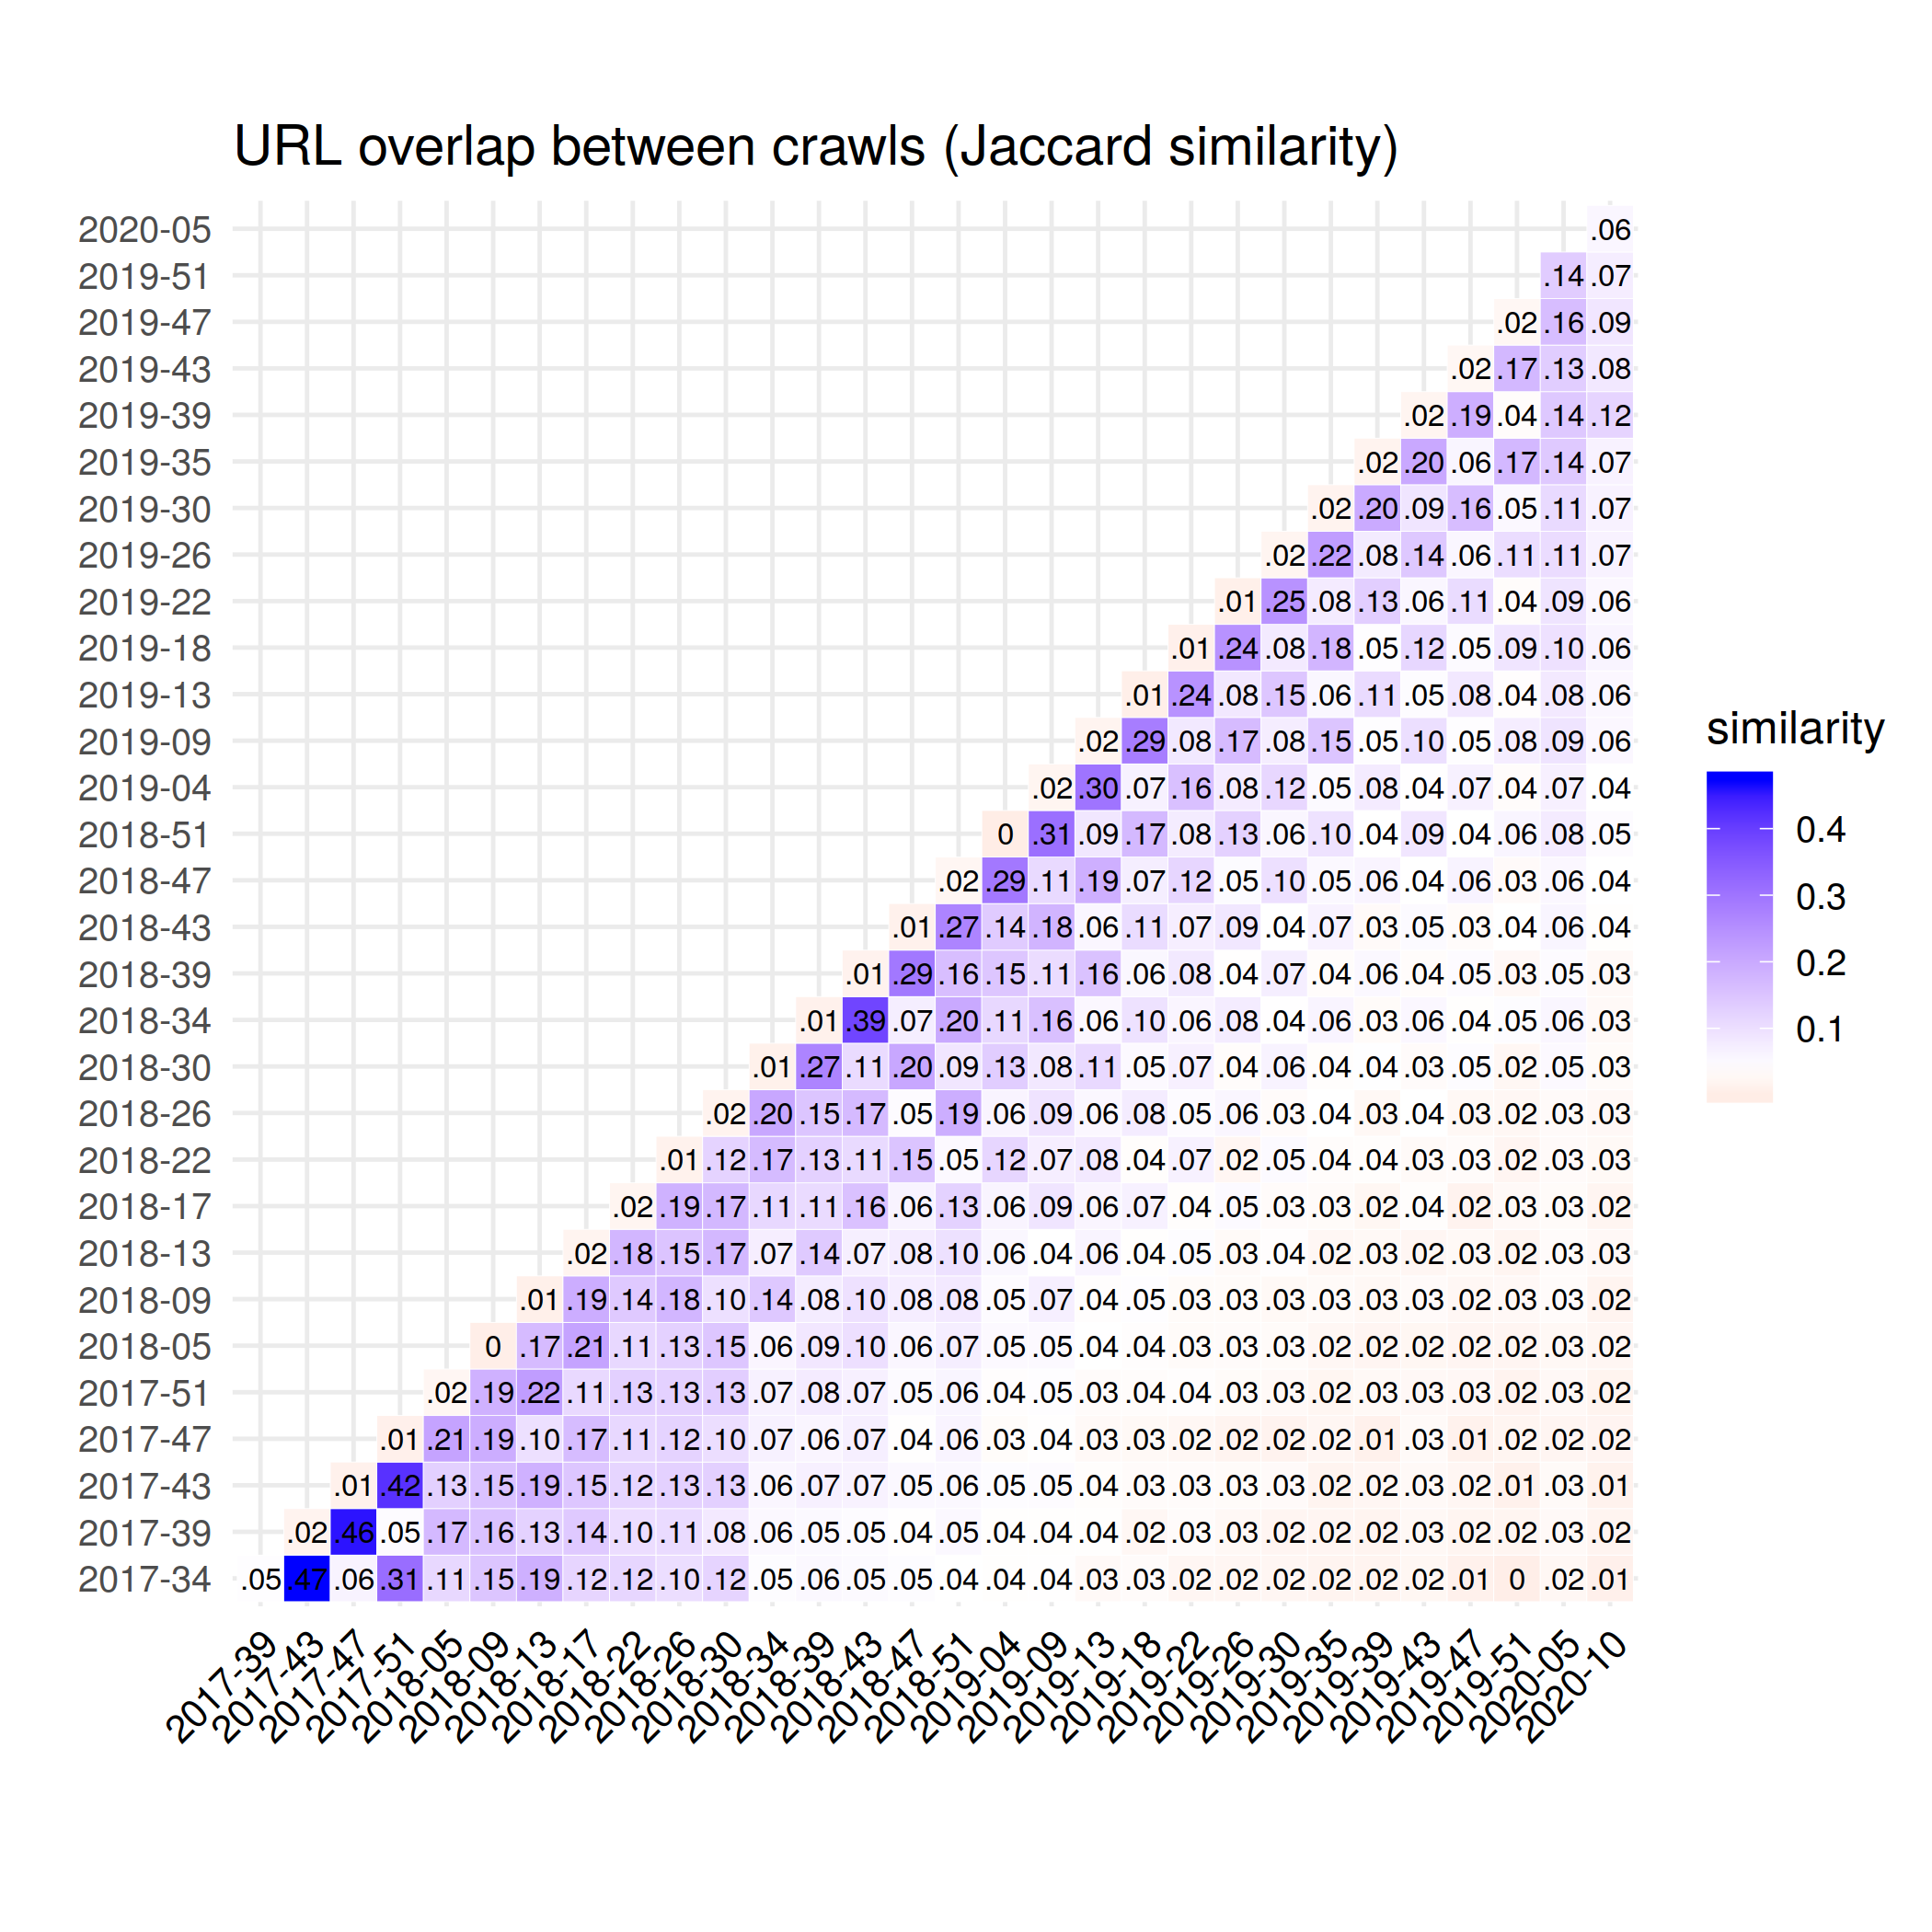 URL overlap between crawls (Jaccard similarity)
2020-05 .06
2019-51 .14 .07
2019-47 .02 .16 .09
2019-43 .02 .17 .13 .08
2019-39 .02 .19 .04 .14 .12
2019-35 .02 .20 .06 .17 .14 .07
2019-30 .02 .20 .09 .16 .05 .11 .07
2019-26 .02 .22 .08 .14 .06 .11 .11 .07
2019-22 .01 .25 .08 .13 .06 .11 .04 .09 .06
2019-18 .01 .24 .08 .18 .05 .12 .05 .09 .10 .06
2019-13 .01 .24 .08 .15 .06 .11 .05 .08 .04 .08 .06
2019-09 .02 .29 .08 .17 .08 .15 .05 .10 .05 .08 .09 .06
2019-04 .02 .30 .07 .16 .08 .12 .05 .08 .04 .07 .04 .07 .04
2018-51 0 .31 .09 .17 .08 .13 .06 .10 .04 .09 .04 .06 .08 .05
2018-47 .02 .29 .11 .19 .07 .12 .05 .10 .05 .06 .04 .06 .03 .06 .04
2018-43 .01 .27 .14 .18 .06 .11 .07 .09 .04 .07 .03 .05 .03 .04 .06 .04
2018-39 .01 .29 .16 .15 .11 .16 .06 .08 .04 .07 .04 .06 .04 .05 .03 .05 .03
2018-34 .01 .39 .07 .20 .11 .16 .06 .10 .06 .08 .04 .06 .03 .06 .04 .05 .06 .03
2018-30 .01 .27 .11 .20 .09 .13 .08 .11 .05 .07 .04 .06 .04 .04 .03 .05 .02 .05 .03
2018-26 .02 .20 .15 .17 .05 .19 .06 .09 .06 .08 .05 .06 .03 .04 .03 .04 .03 .02 .03 .03
2018-22 .01 .12 .17 .13 .11 .15 .05 .12 .07 .08 .04 .07 .02 .05 .04 .04 .03 .03 .02 .03 .03
2018-17 .02 .19 .17 .11 .11 .16 .06 .13 .06 .09 .06 .07 .04 .05 .03 .03 .02 .04 .02 .03 .03 .02
2018-13 .02 .18 .15 .17 .07 .14 .07 .08 .10 .06 .04 .06 .04 .05 .03 .04 .02 .03 .02 .03 .02 .03 .03
2018-09 .01 .19 .14 .18 .10 .14 .08 .10 .08 .08 .05 .07 .04 .05 .03 .03 .03 .03 .03 .03 .02 .03 .03 .02
2018-05 0 .17 .21 .11 .13 .15 .06 .09 .10 .06 .07 .05 .05 .04 .04 .03 .03 .03 .02 .02 .02 .02 .02 .03 .02
2017-51 .02 .19 .22 .11 .13 .13 .13 .07 .08 .07 .05 .06 .04 .05 .03 .04 .04 .03 .03 .02 .03 .03 .03 .02 .03 .02
2017-47 .01 .21 .19 .10 .17 .11 .12 .10 .07 .06 .07 .04 .06 .03 .04 .03 .03 .02 .02 .02 .02 .01 .03 .01 .02 .02 .02
2017-43 .01 .42 .13 .15 .19 .15 .12 .13 .13 .06 .07 .07 .05 .06 .05 .05 .04 .03 .03 .03 .03 .02 .02 .03 .02 .01 .03 .01
2017-39 .02 .46 .05 .17 .16 .13 .14 .10 .11 .08 .06 .05 .05 .04 .05 .04 .04 .04 .02 .03 .03 .02 .02 .02 .03 .02 .02 .03 .02
2017-34 .05 .47 .06 .31 .11 .15 .19 .12 .12 .10 .12 .05 .06 .05 .05 .04 .04 .04 .03 .03 .02 .02 .02 .02 .02 .02 .01 0 .02 .01
2017-39 2017-43 2017-47 2017-51 2018-05 2018-09 2018-13 2018-17 2018-22 2018-26 2018-30 2018-34 2018-39 2018-43 2018-47 2018-51 2019-04 2019-09 2019-13 2019-18 2019-22 2019-26 2019-30 2019-35 2019-39 2019-43 2019-47 2019-51 2020-05 2020-10
similarity
0.4
0.3
0.2
0.1